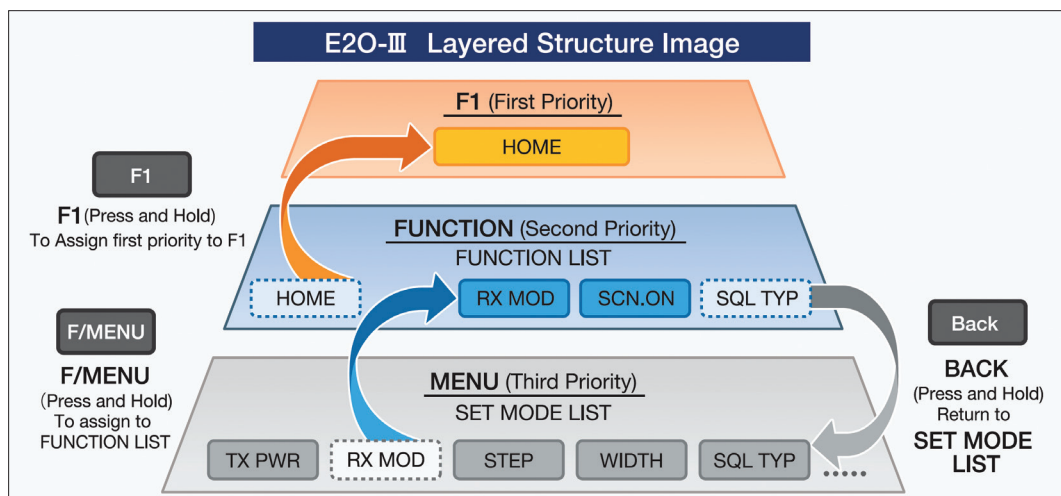 E2O-III Layered Structure Image
F1 (First Priority)
HOME
F1
F1 (Press and Hold)
To Assign first priority to F1
FUNCTION (Second Priority)
FUNCTION LIST
HOME
RX MOD
SCN.ON
SQL TYP
F/MENU
F/MENU
(Press and Hold)
To assign to
FUNCTION LIST
Back
BACK
(Press and Hold)
Return to
SET MODE
LIST
MENU (Third Priority)
SET MODE LIST
TX PWR
RX MOD
STEP
WIDTH
SQL TYP
.....